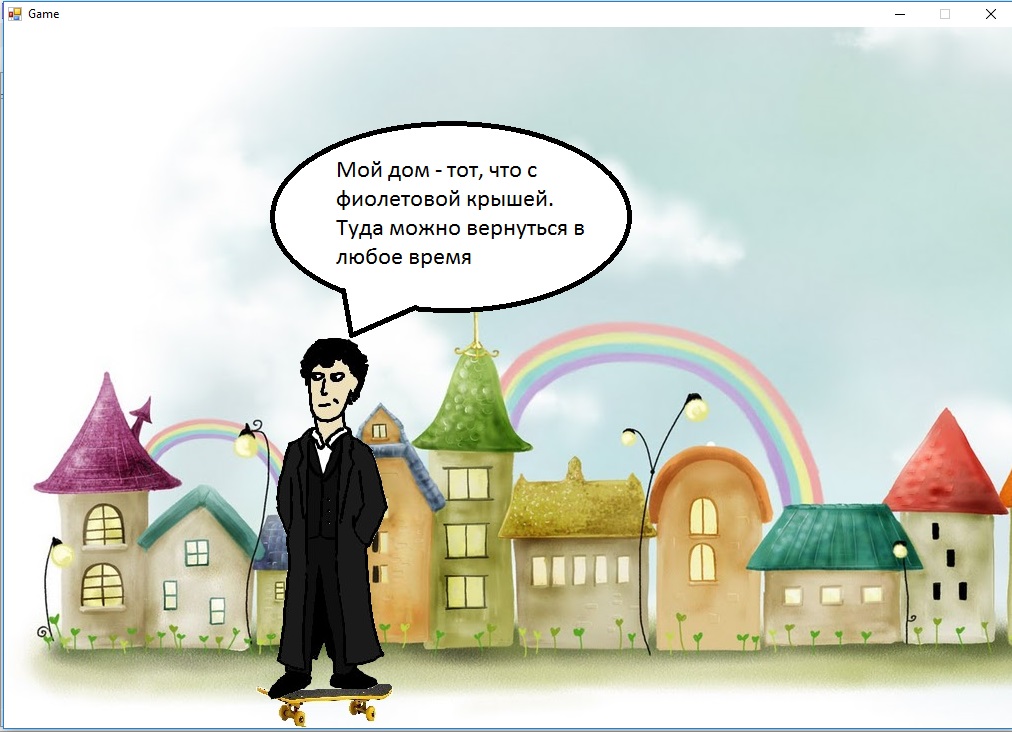 Game
Мой дом - тот, что с
фиолетовой крышей.
Туда можно вернуться в
любое время